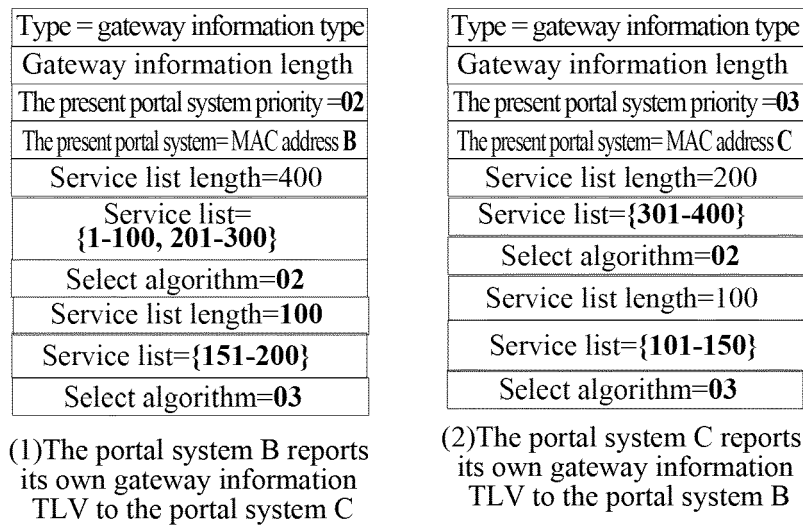 Type = gateway information type
Gateway information length
The present portal system priority =02
The present portal system= MAC address B
Service list length=400
Service list=
{1-100, 201-300}
Select algorithm=02
Service list length=100
Service list={151-200}
Select algorithm=03
(1)The portal system B reports
its own gateway information
TLV to the portal system C
Type = gateway information type
Gateway information length
The present portal system priority =03
The present portal system= MAC address C
Service list length=200
Service list={301-400}
Select algorithm=02
Service list length=100
Service list={101-150}
Select algorithm=03
(2)The portal system C reports
its own gateway information
TLV to the portal system B